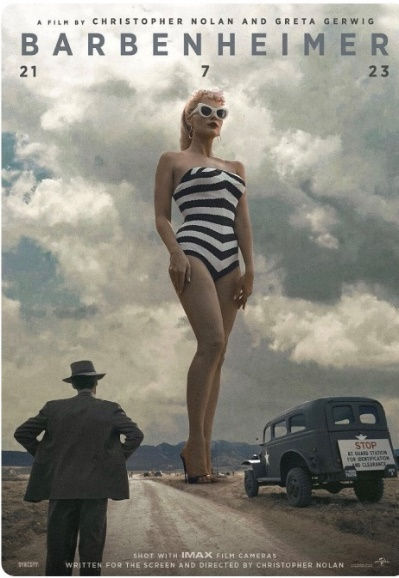 A FILM BY CHRISTOPHER NOLAN AND GRETA GERWIG
BARBENHEIMER
21 7 23
STOP
AT GUARD STATION
FOR IDENTIFICATION
AND CLEARANCE
SHOT WITH IMAX FILM CAMERAS
WRITTEN FOR THE SCREEN AND DIRECTED BY CHRISTOPHER NOLAN